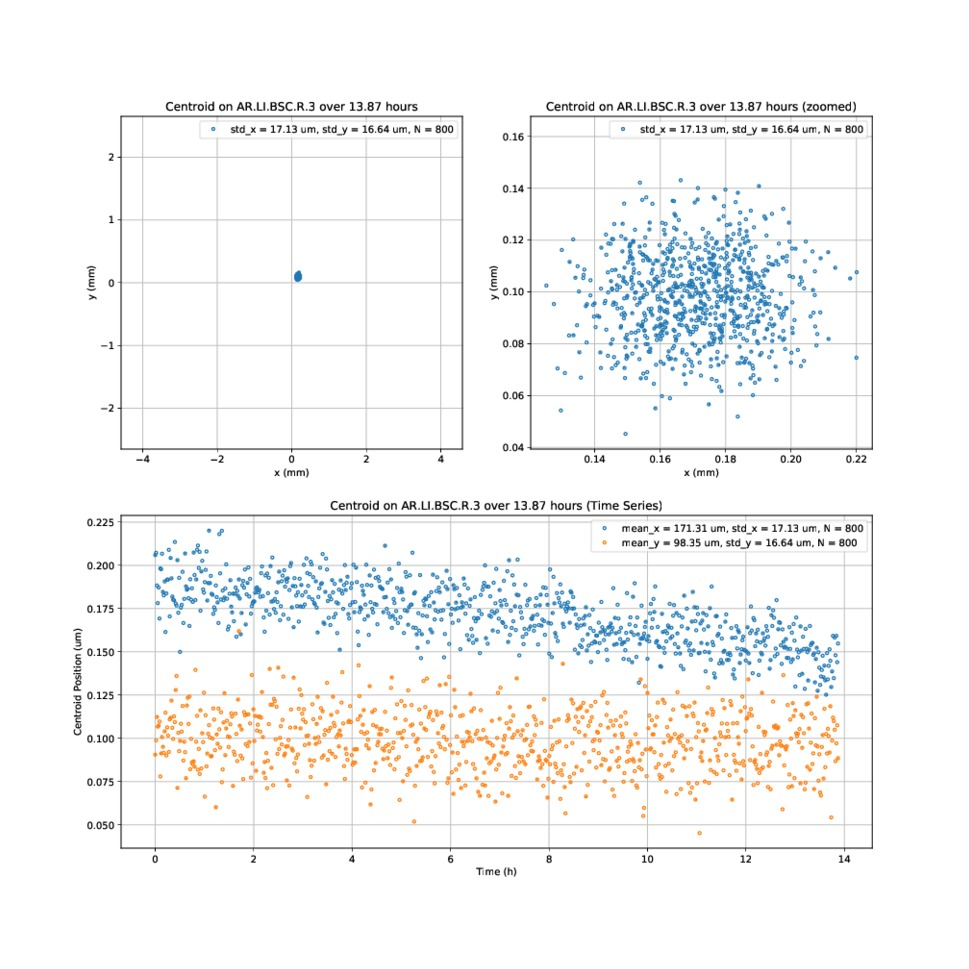 Centroid on AR.LI.BSC.R.3 over 13.87 hours
std_x = 17.13 um, std_y = 16.64 um, N = 800
2
1
0
−1
−2
y (mm)
−4 −2 0 2 4
x (mm)
Centroid on AR.LI.BSC.R.3 over 13.87 hours (zoomed)
std_x = 17.13 um, std_y = 16.64 um, N = 800
0.16
0.14
0.12
0.10
0.08
0.06
0.04
y (mm)
0.14 0.16 0.18 0.20 0.22
x (mm)
Centroid on AR.LI.BSC.R.3 over 13.87 hours (Time Series)
mean_x = 171.31 um, std_x = 17.13 um, N = 800
mean_y = 98.35 um, std_y = 16.64 um, N = 800
0.225
0.200
0.175
0.150
0.125
0.100
0.075
0.050
Centroid Position (um)
0 2 4 6 8 10 12 14
Time (h)